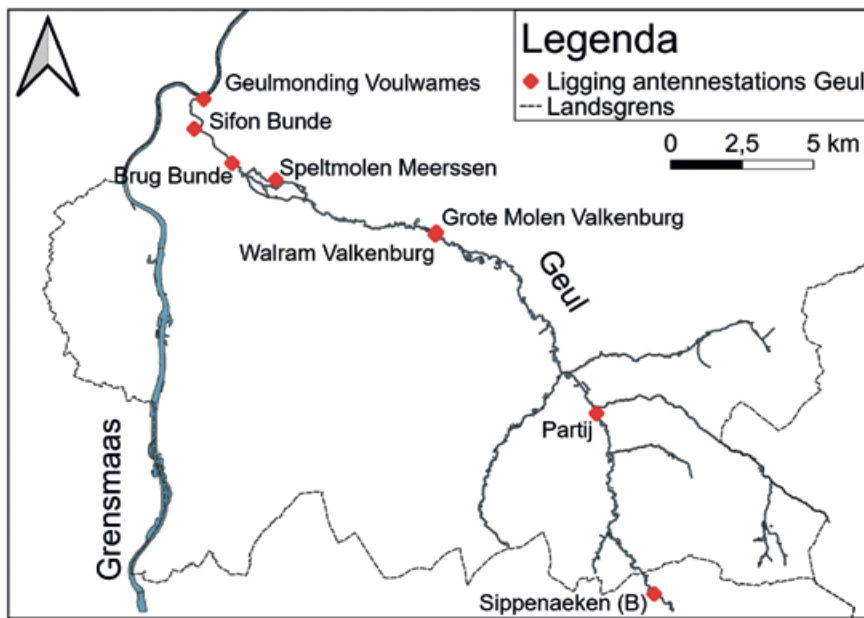 Legenda
Ligging antennestations Geul
Landsgrens
0 2,5 5 km
Geulmonding Voulwames
Sifon Bunde
Brug Bunde
Speltmolen Meerssen
Grote Molen Valkenburg
Walram Valkenburg
Geul
Partij
Grensmaas
Sippenaeken (B)